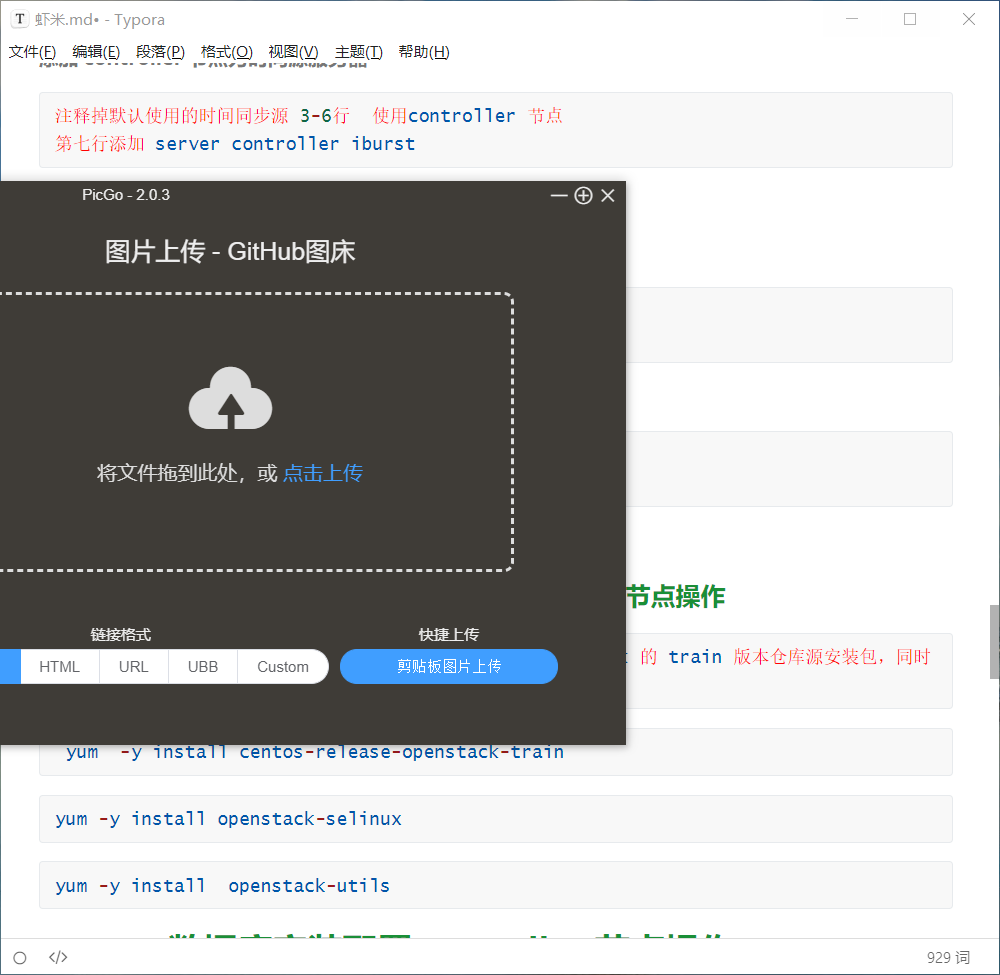 T 虾米.md• - Typora
文件(F) 编辑(E) 段落(P) 格式(O) 视图(V) 主题(T) 帮助(H)
注释掉默认使用的时间同步源 3-6行 使用controller 节点
第七行添加 server controller iburst
PicGo - 2.0.3
图片上传 - GitHub图床
将文件拖到此处，或 点击上传
链接格式
快捷上传
HTML URL UBB Custom
剪贴板图片上传
节点操作
的 train 版本仓库源安装包，同时
yum -y install centos-release-openstack-train
yum -y install openstack-selinux
yum -y install openstack-utils
929 词